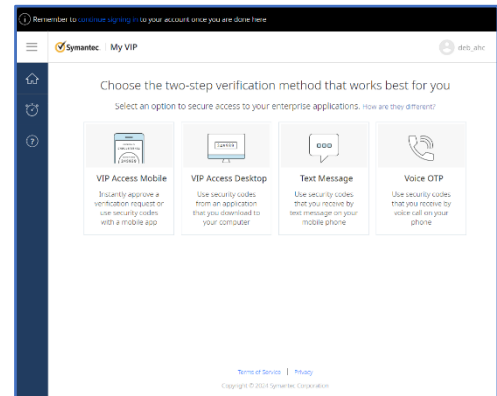 Remember to continue signing in to your account once you are done here
Symantec. My VIP
deb_ahc
Choose the two-step verification method that works best for you
Select an option to secure access to your enterprise applications. How are they different?
VIP Access Mobile
Instantly approve a
verification request or
use security codes
with a mobile app
VIP Access Desktop
Use security codes
from an application
that you download to
your computer
Text Message
Use security codes
that you receive by
text message on your
mobile phone
Voice OTP
Use security codes
that you receive by
voice call on your
phone
Terms of Service | Privacy
Copyright © 2023 Symantec Corporation